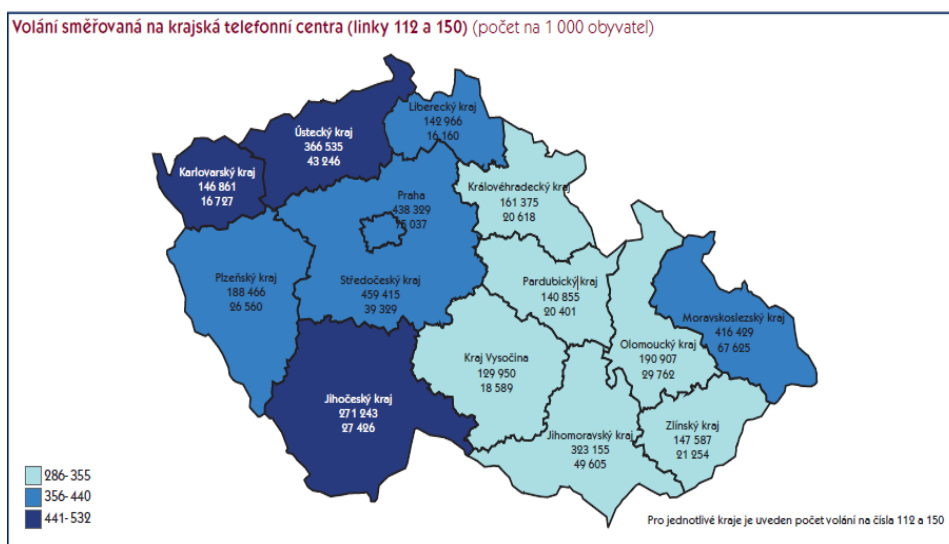 Volání směřovaná na krajská telefonní centra (linky 112 a 150) (počet na 1 000 obyvatel)
Liberecký kraj
142 966
16 160
Ústecký kraj
366 535
43 246
Karlovarský kraj
146 861
16 727
Královéhradecký kraj
161 375
20 618
Praha
438 329
75 037
Plzeňský kraj
188 466
26 560
Středočeský kraj
459 415
39 329
Pardubický kraj
140 855
20 401
Moravskoslezský kraj
416 429
67 625
Olomoucký kraj
190 907
29 762
Kraj Vysočina
129 950
18 589
Jihočeský kraj
271 243
27 426
Jihomoravský kraj
323 155
49 605
Zlínský kraj
147 587
21 254
286-355
356-440
441-532
Pro jednotlivé kraje je uveden počet volání na čísla 112 a 150